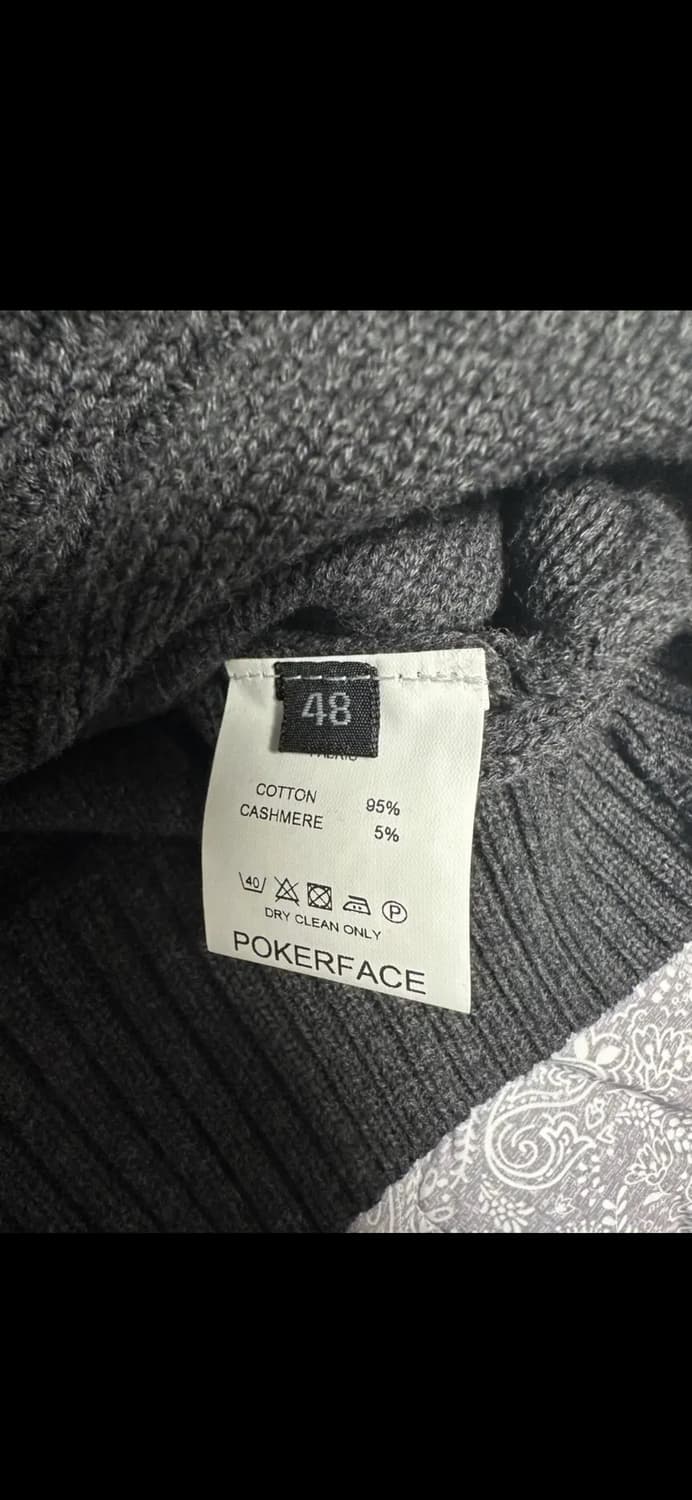 48
COTTON 95%
CASHMERE 5%
40
P
DRY CLEAN ONLY
POKERFACE